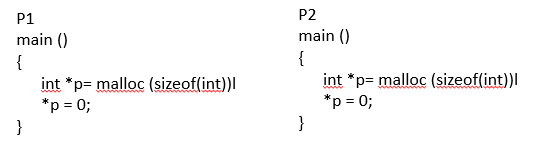 P1
main ()
{
int *p= malloc (sizeof(int))l
*p = 0;
}
P2
main ()
{
int *p= malloc (sizeof(int))l
*p = 0;
}